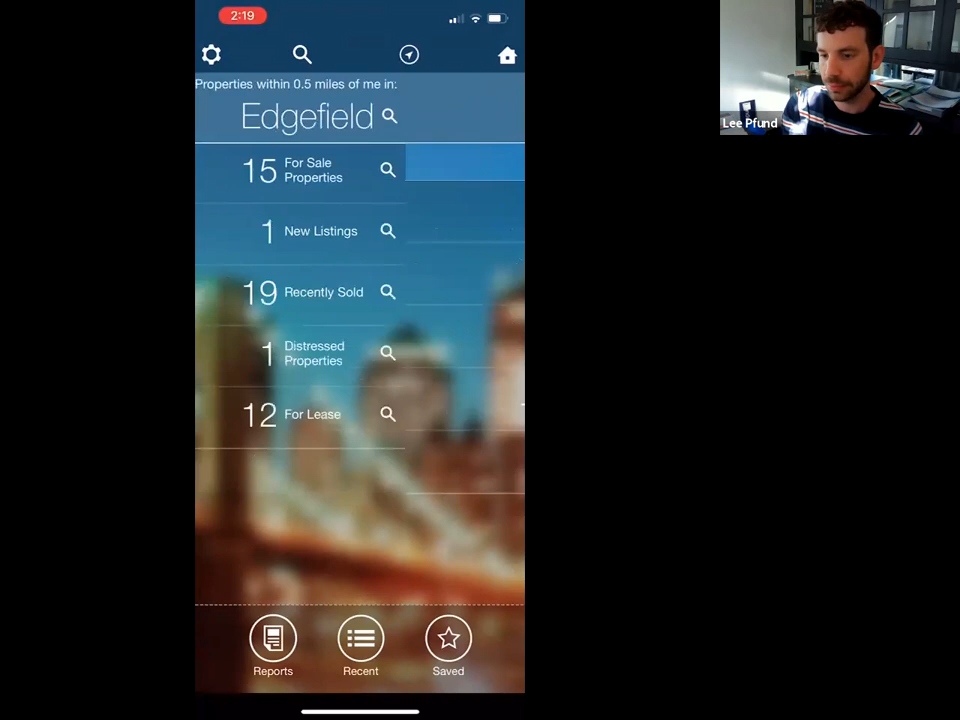 2:19
Properties within 0.5 miles of me in:
Edgefield
15 For Sale
Properties
1 New Listings
19 Recently Sold
1 Distressed
Properties
12 For Lease
Reports Recent Saved
Lee Pfund